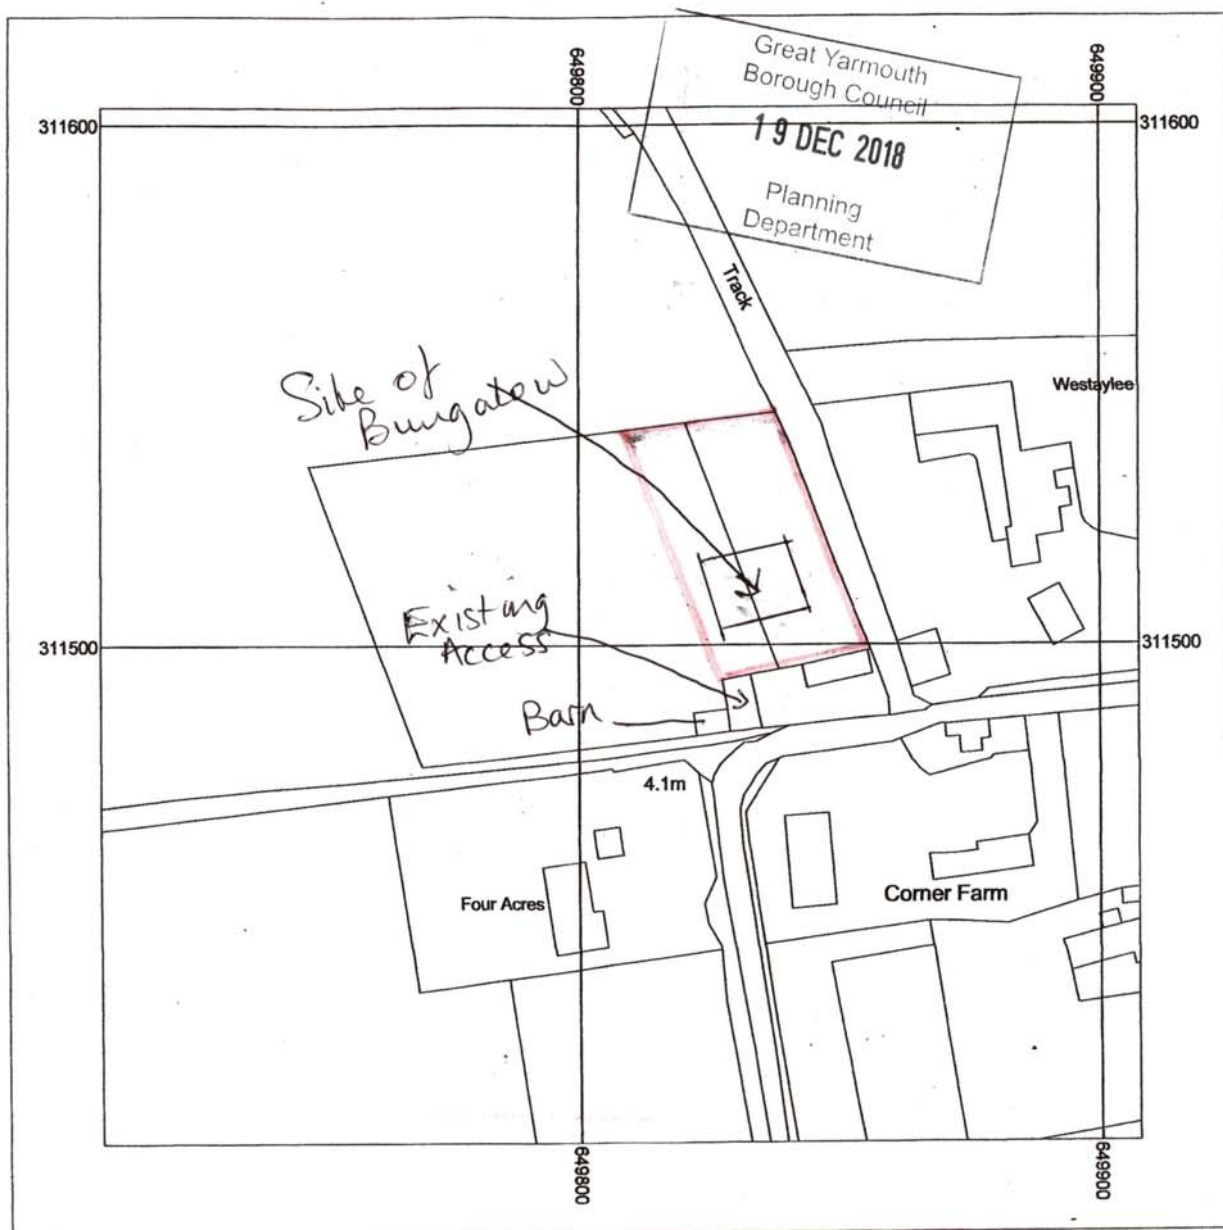 Great Yarmouth
Borough Council
19 DEC 2018
Planning
Department
649800
649900
311600
311600
Track
Westaylee
Site of
Bungalow
Existing
Access
311500
311500
Barn
4.1m
Four Acres
Corner Farm
649800
649900